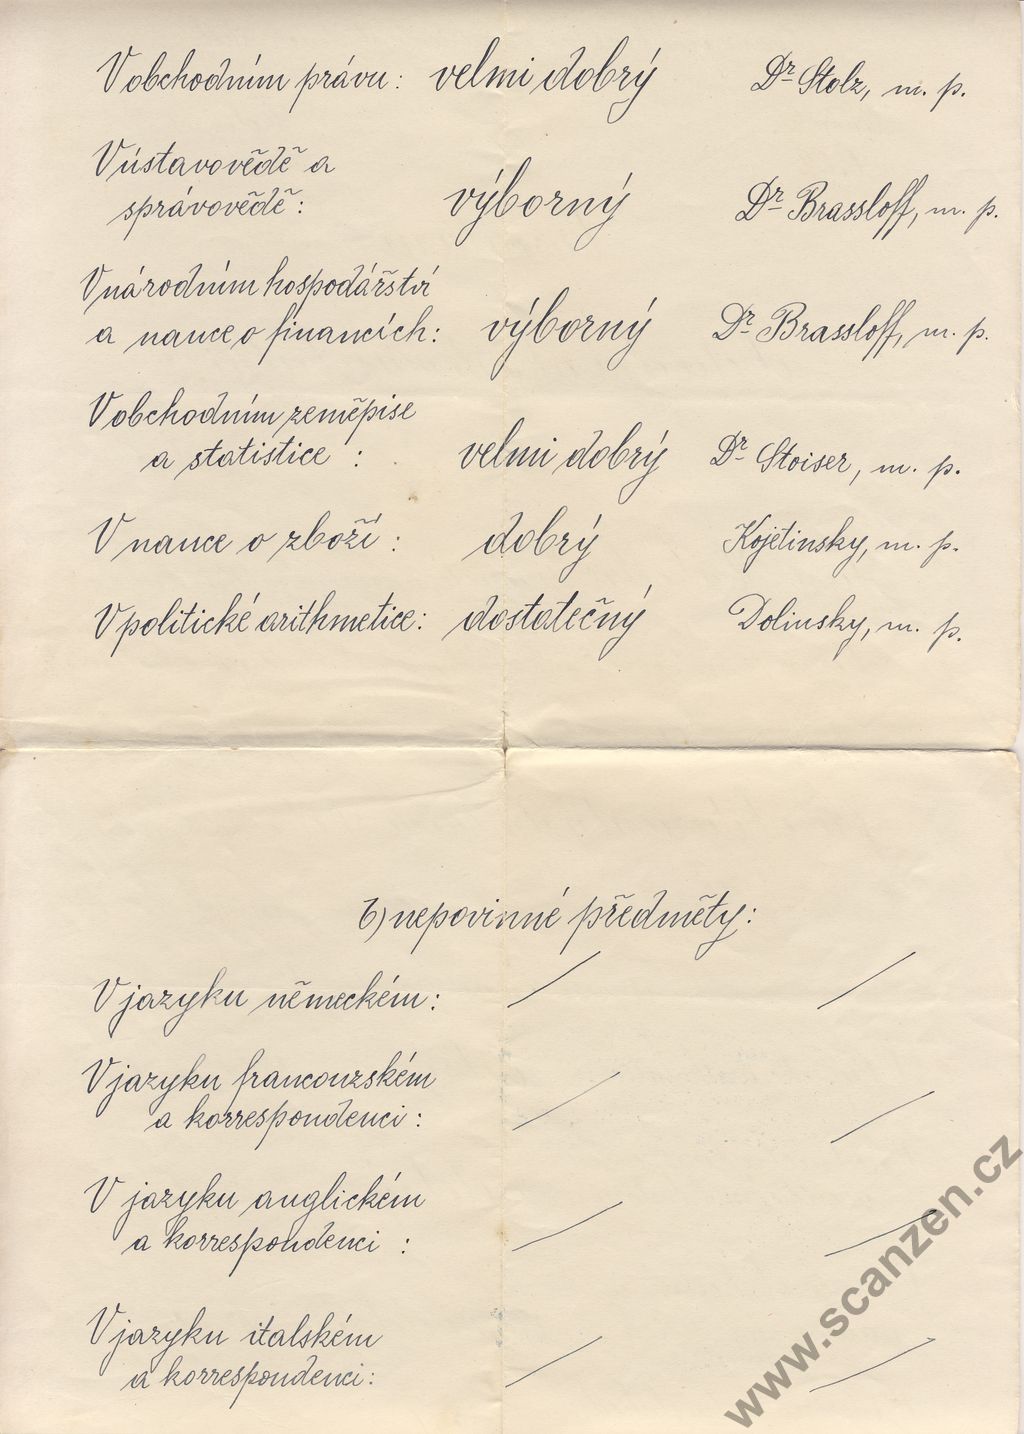 V obchodním právu: velmi dobrý Dr Stolz, m. p.
V ústavovědě a
správovědě: výborný Dr Brassloff, m. p.
V národním hospodářství
a nauce o financích: výborný Dr Brassloff, m. p.
V obchodním zeměpise
a statistice : velmi dobrý Dr Stoiser, m. p.
V nauce o zboží : dobrý Kojetinsky, m. p.
V politické arithmetice: dostatečný Dolinsky, m. p.
b) nepovinné předměty:
V jazyku německém:
V jazyku francouzském
a korrespondenci :
V jazyku anglickém
a korrespondenci :
V jazyku italském
a korrespondenci:
www.scanzen.cz